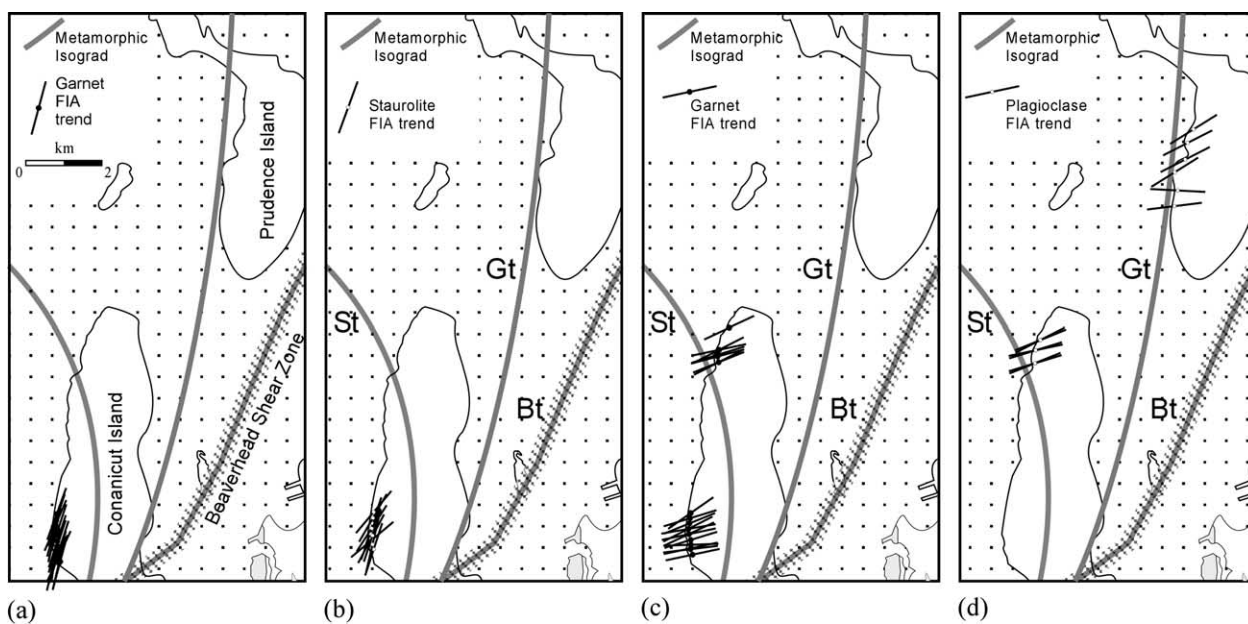 Metamorphic
Isograd
Garnet
FIA
trend
km
0 2
Prudence Island
Conanicut Island
Beaverhead Shear Zone
(a)
Metamorphic
Isograd
Staurolite
FIA trend
Gt
St
Bt
(b)
Metamorphic
Isograd
Garnet
FIA trend
Gt
St
Bt
(c)
Metamorphic
Isograd
Plagioclase
FIA trend
Gt
St
Bt
(d)